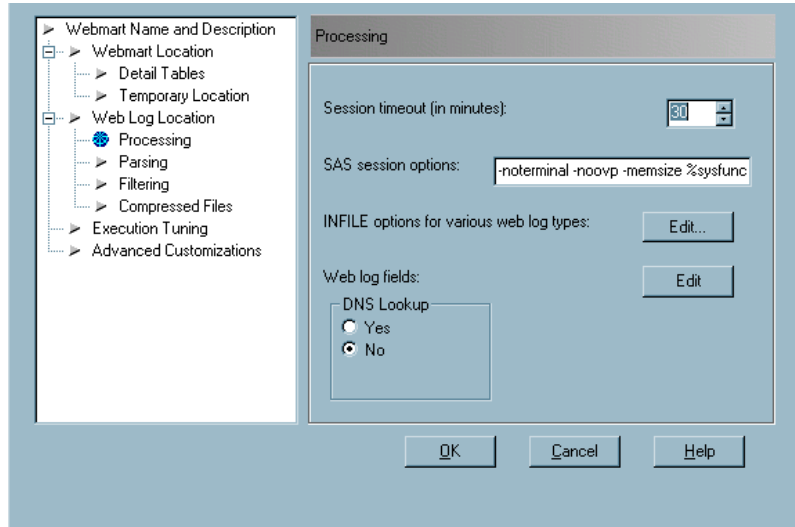 Webmart Name and Description
Webmart Location
Detail Tables
Temporary Location
Web Log Location
Processing
Parsing
Filtering
Compressed Files
Execution Tuning
Advanced Customizations
Processing
Session timeout (in minutes): 30
SAS session options: -noterminal -noovp -memsize %sysfunc
INFILE options for various web log types: Edit...
Web log fields: Edit
DNS Lookup
Yes
No
OK Cancel Help